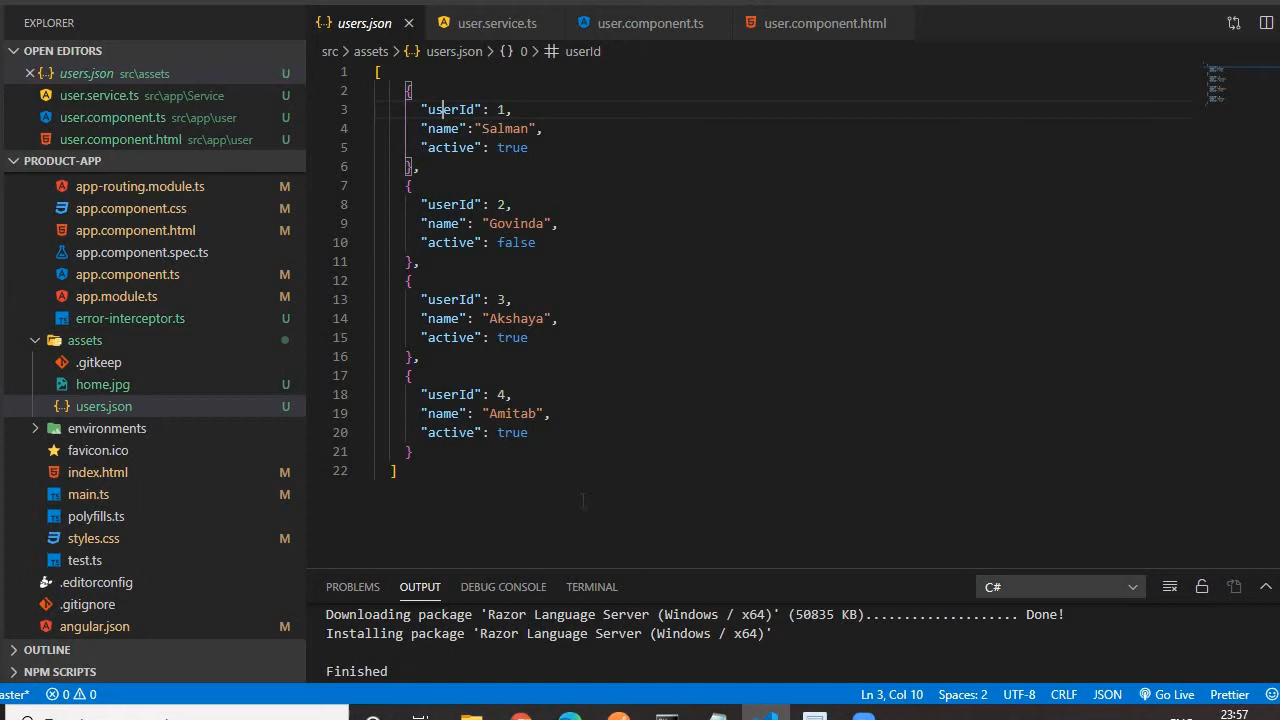 EXPLORER
OPEN EDITORS
users.json src\assets U
user.service.ts src\app\Service U
user.component.ts src\app\user U
user.component.html src\app\user U
PRODUCT-APP
app-routing.module.ts M
app.component.css M
app.component.html M
app.component.spec.ts
app.component.ts M
app.module.ts M
error-interceptor.ts U
assets
.gitkeep
home.jpg U
users.json U
environments
favicon.ico
index.html M
main.ts M
polyfills.ts
styles.css M
test.ts
.editorconfig
.gitignore
angular.json M
OUTLINE
NPM SCRIPTS
users.json user.service.ts user.component.ts user.component.html
src > assets > {..} users.json > {} 0 > # userId
1 [
2 {
3 "userId": 1,
4 "name":"Salman",
5 "active": true
6 },
7 {
8 "userId": 2,
9 "name": "Govinda",
10 "active": false
11 },
12 {
13 "userId": 3,
14 "name": "Akshaya",
15 "active": true
16 },
17 {
18 "userId": 4,
19 "name": "Amitab",
20 "active": true
21 }
22 ]
PROBLEMS OUTPUT DEBUG CONSOLE TERMINAL C#
Downloading package 'Razor Language Server (Windows / x64)' (50835 KB).................... Done!
Installing package 'Razor Language Server (Windows / x64)'
Finished
aster* 0 0 Ln 3, Col 10 Spaces: 2 UTF-8 CRLF JSON Go Live Prettier
23:57